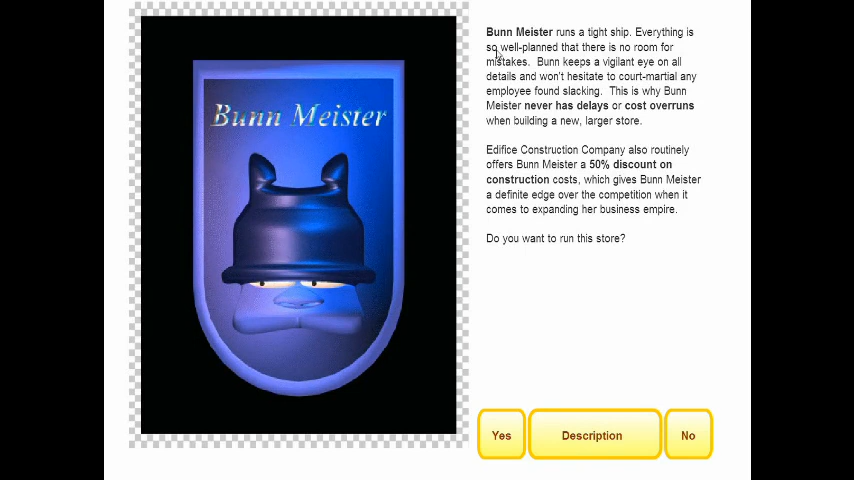 Bunn Meister
Bunn Meister runs a tight ship. Everything is
so well-planned that there is no room for
mistakes. Bunn keeps a vigilant eye on all
details and won't hesitate to court-martial any
employee found slacking. This is why Bunn
Meister never has delays or cost overruns
when building a new, larger store.
Edifice Construction Company also routinely
offers Bunn Meister a 50% discount on
construction costs, which gives Bunn Meister
a definite edge over the competition when it
comes to expanding her business empire.
Do you want to run this store?
Yes
Description
No